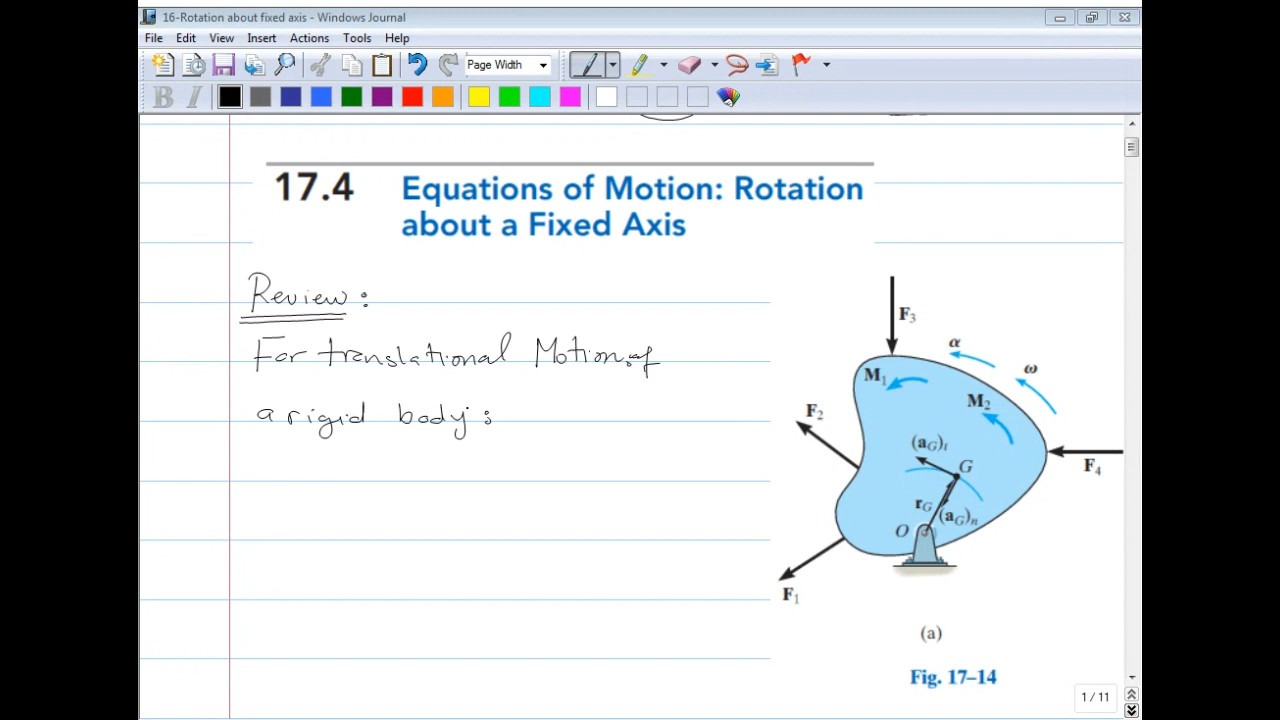 16-Rotation about fixed axis - Windows Journal
File Edit View Insert Actions Tools Help
Page Width
B I
17.4 Equations of Motion: Rotation
about a Fixed Axis
Review:
For translational Motion of
a rigid body:
F3
α
ω
M1
M2
F2
(aG)t
G
F4
rG
(aG)n
O
F1
(a)
Fig. 17–14
1 / 11